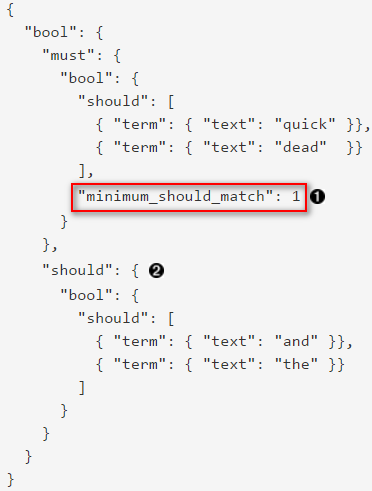 {
  "bool": {
    "must": {
      "bool": {
        "should": [
          { "term": { "text": "quick" }},
          { "term": { "text": "dead"  }}
        ],
        "minimum_should_match": 1 ❶
      }
    },
    "should": { ❷
      "bool": {
        "should": [
          { "term": { "text": "and" }},
          { "term": { "text": "the" }}
        ]
      }
    }
  }
}